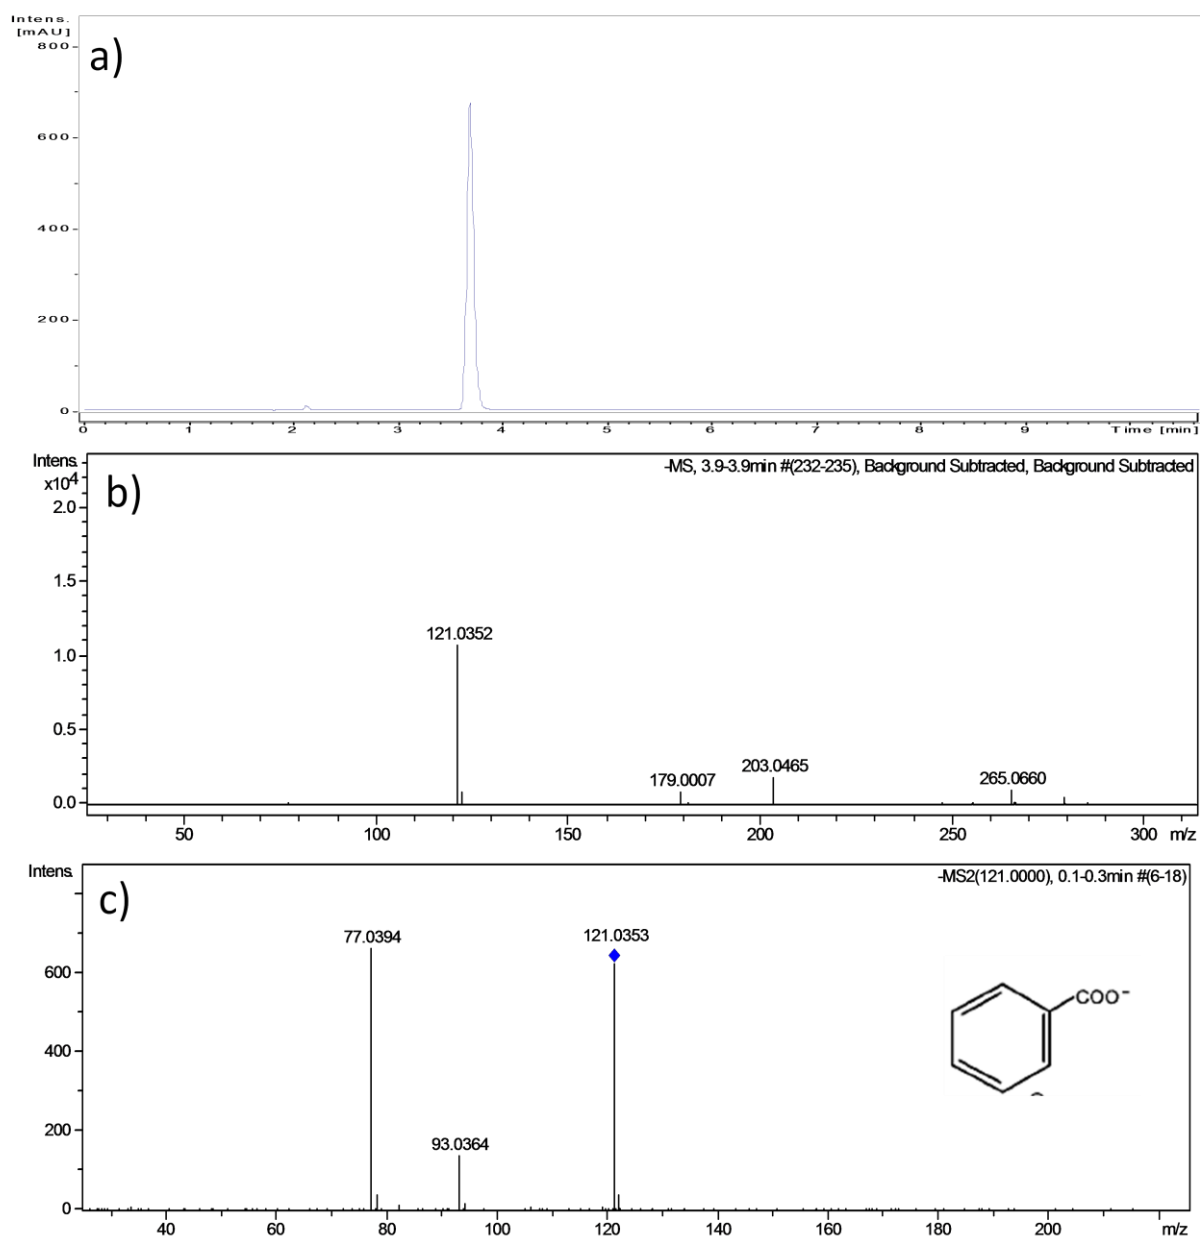 Intens.
[mAU]
800
a)
600
400
200
0
0 1 2 3 4 5 6 7 8 9 Time [min]
Intens.
x10⁴
-MS, 3.9-3.9min #(232-235), Background Subtracted, Background Subtracted
b)
2.0
1.5
1.0
0.5
0.0
121.0352
179.0007
203.0465
265.0660
50 100 150 200 250 300 m/z
Intens.
-MS2(121.0000), 0.1-0.3min #(6-18)
c)
77.0394
121.0353
93.0364
COO⁻
600
400
200
0
40 60 80 100 120 140 160 180 200 m/z